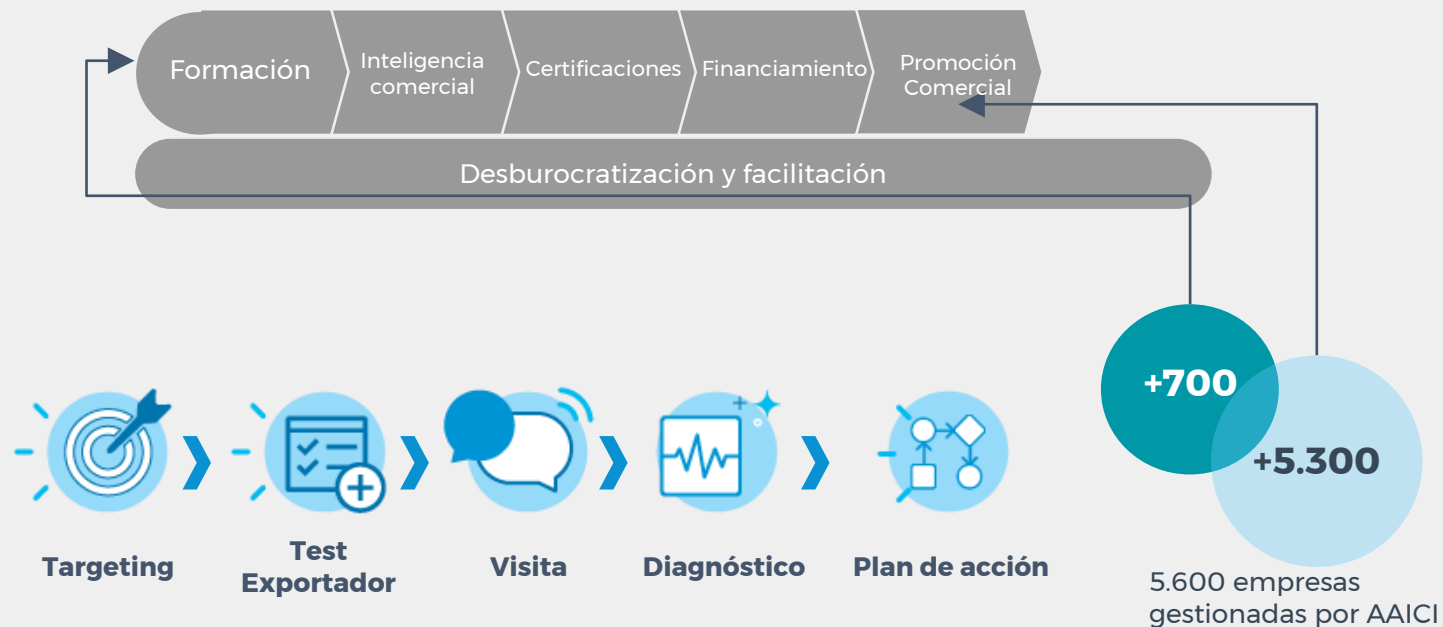 Formación
Inteligencia
comercial
Certificaciones
Financiamiento
Promoción
Comercial
Desburocratización y facilitación
+700
+5.300
Targeting
Test
Exportador
Visita
Diagnóstico
Plan de acción
5.600 empresas
gestionadas por AAICI